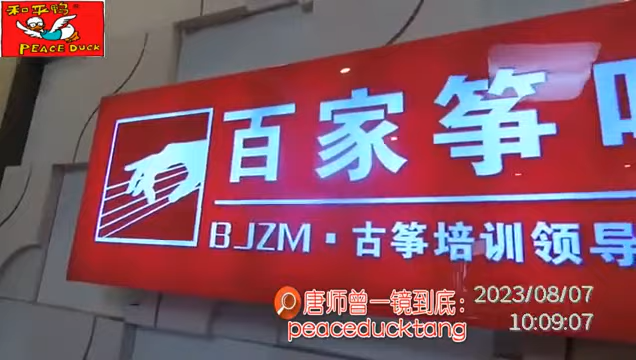 和平鸭®
PEACE DUCK
百家筝
BJZM·古筝培训领导
唐师曾一镜到底:
peaceducktang
2023/08/07
10:09:07